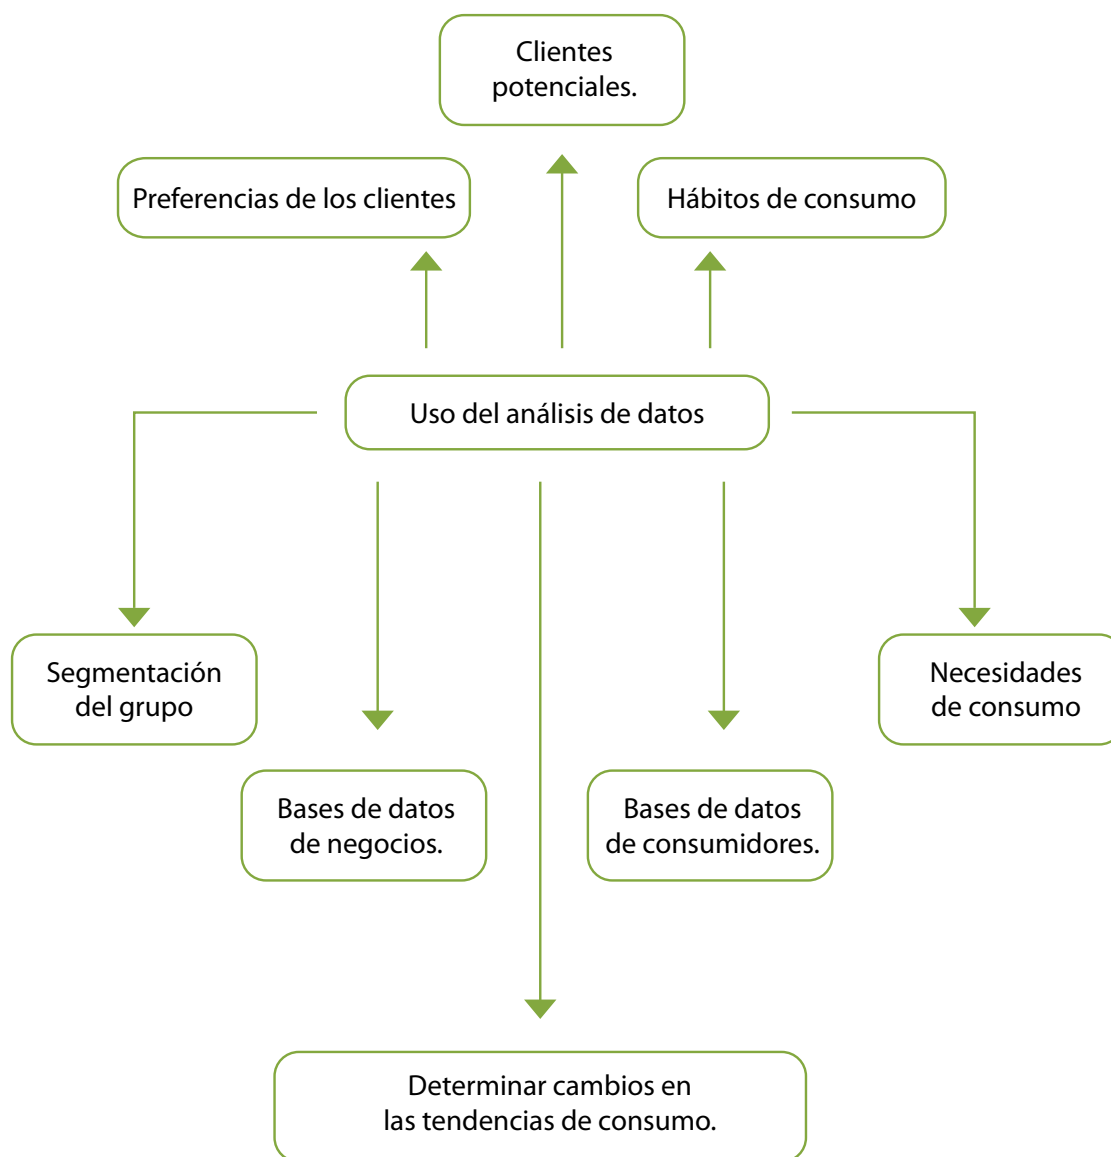 Clientes
potenciales.
Preferencias de los clientes
Hábitos de consumo
Uso del análisis de datos
Segmentación
del grupo
Necesidades
de consumo
Bases de datos
de negocios.
Bases de datos
de consumidores.
Determinar cambios en
las tendencias de consumo.